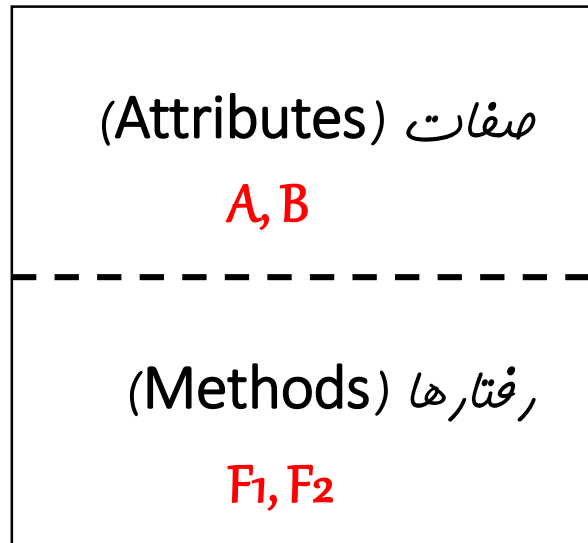 صفات (Attributes)
A, B
رفتارها (Methods)
F1, F2